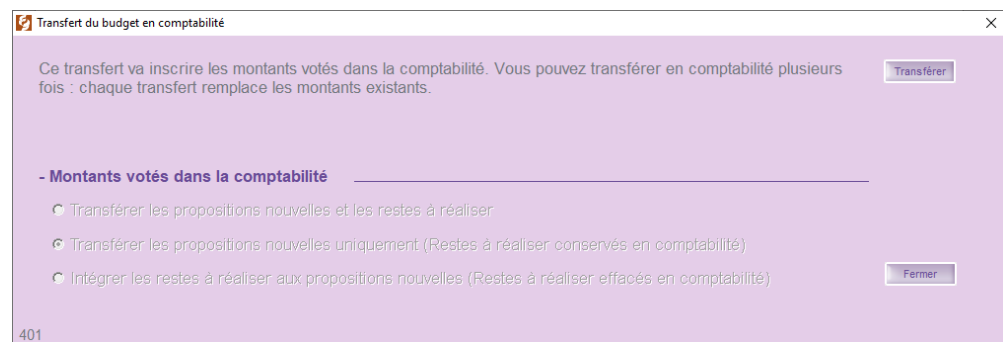 Transfert du budget en comptabilité
Ce transfert va inscrire les montants votés dans la comptabilité. Vous pouvez transférer en comptabilité plusieurs
fois : chaque transfert remplace les montants existants.
Transférer
- Montants votés dans la comptabilité
Transférer les propositions nouvelles et les restes à réaliser
Transférer les propositions nouvelles uniquement (Restes à réaliser conservés en comptabilité)
Intégrer les restes à réaliser aux propositions nouvelles (Restes à réaliser effacés en comptabilité)
Fermer
401